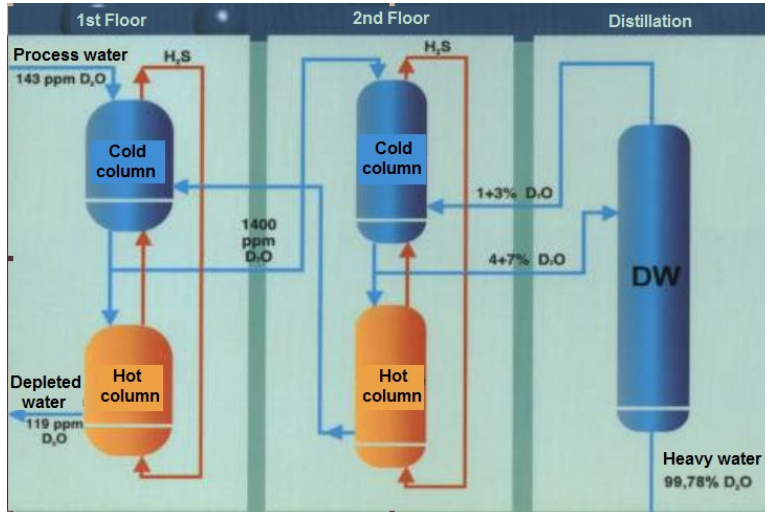 1st Floor
2nd Floor
Distillation
Process water
143 ppm D₂O
H₂S
H₂S
Cold
column
Cold
column
1+3% D₂O
1400
ppm
D₂O
4+7% D₂O
DW
Hot
column
Hot
column
Depleted
water
119 ppm
D₂O
Heavy water
99,78% D₂O